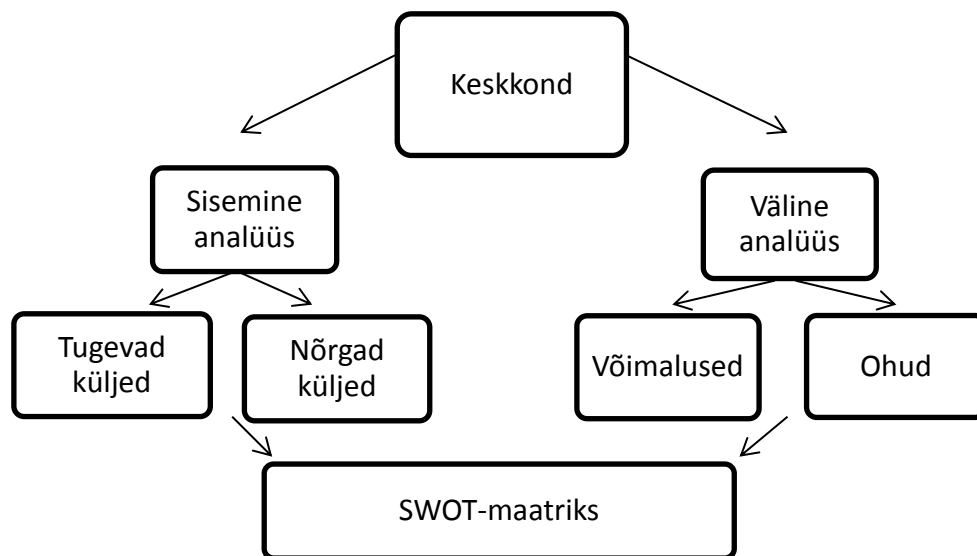 Keskkond
Sisemine
analüüs
Väline
analüüs
Tugevad
küljed
Nõrgad
küljed
Võimalused
Ohud
SWOT-maatriks